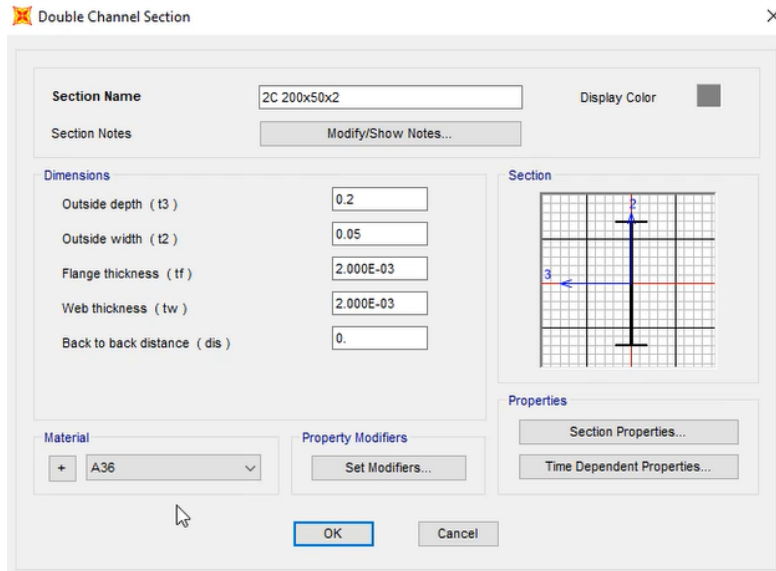 Double Channel Section
Section Name
2C 200x50x2
Display Color
Section Notes
Modify/Show Notes...
Dimensions
Outside depth ( t3 )
0.2
Outside width ( t2 )
0.05
Flange thickness ( tf )
2.000E-03
Web thickness ( tw )
2.000E-03
Back to back distance ( dis )
0.
Section
2
3
Properties
Section Properties...
Time Dependent Properties...
Material
+
A36
Property Modifiers
Set Modifiers...
OK
Cancel